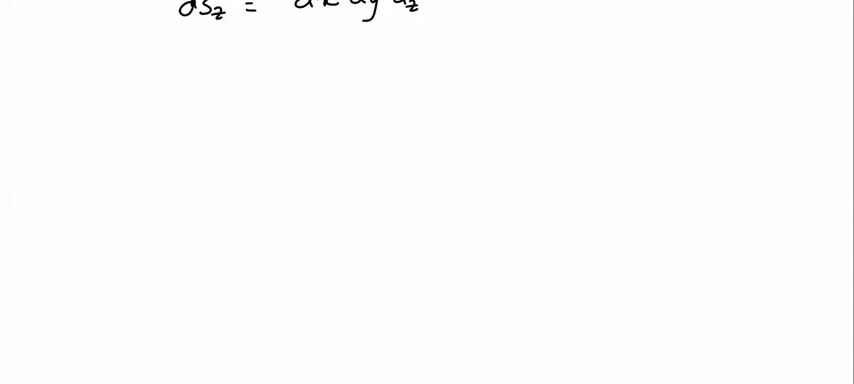 dS_z = dx dy a_z